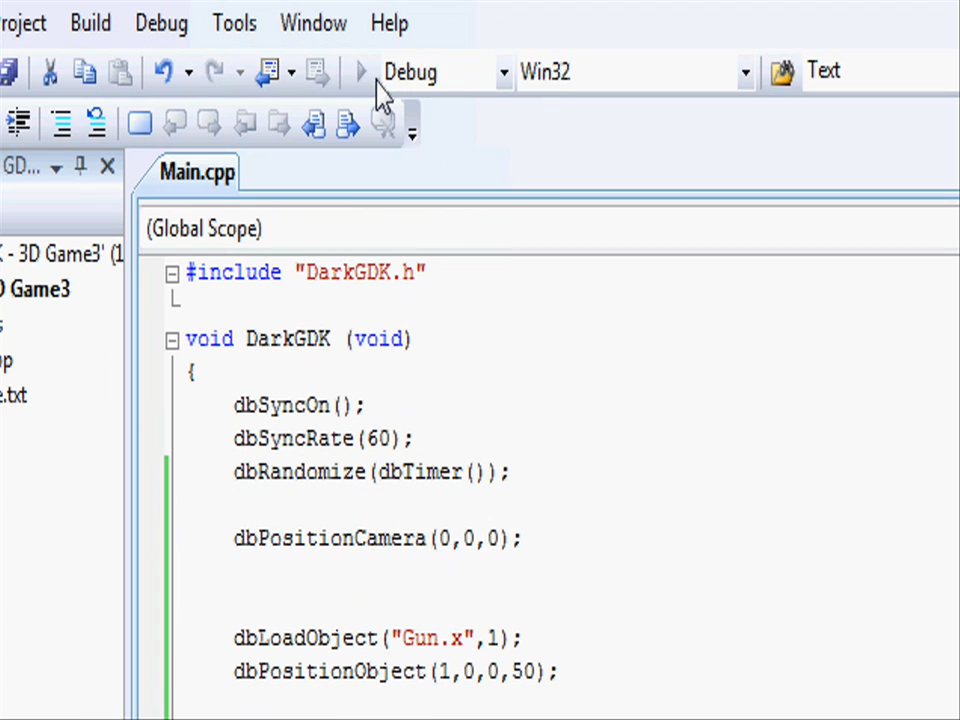 roject Build Debug Tools Window Help
Debug Win32 Text
GD...
Main.cpp
(Global Scope)
K - 3D Game3' (1
D Game3
#include "DarkGDK.h"
void DarkGDK (void)
{
pp
e.txt
dbSyncOn();
dbSyncRate(60);
dbRandomize(dbTimer());
dbPositionCamera(0,0,0);
dbLoadObject("Gun.x",1);
dbPositionObject(1,0,0,50);